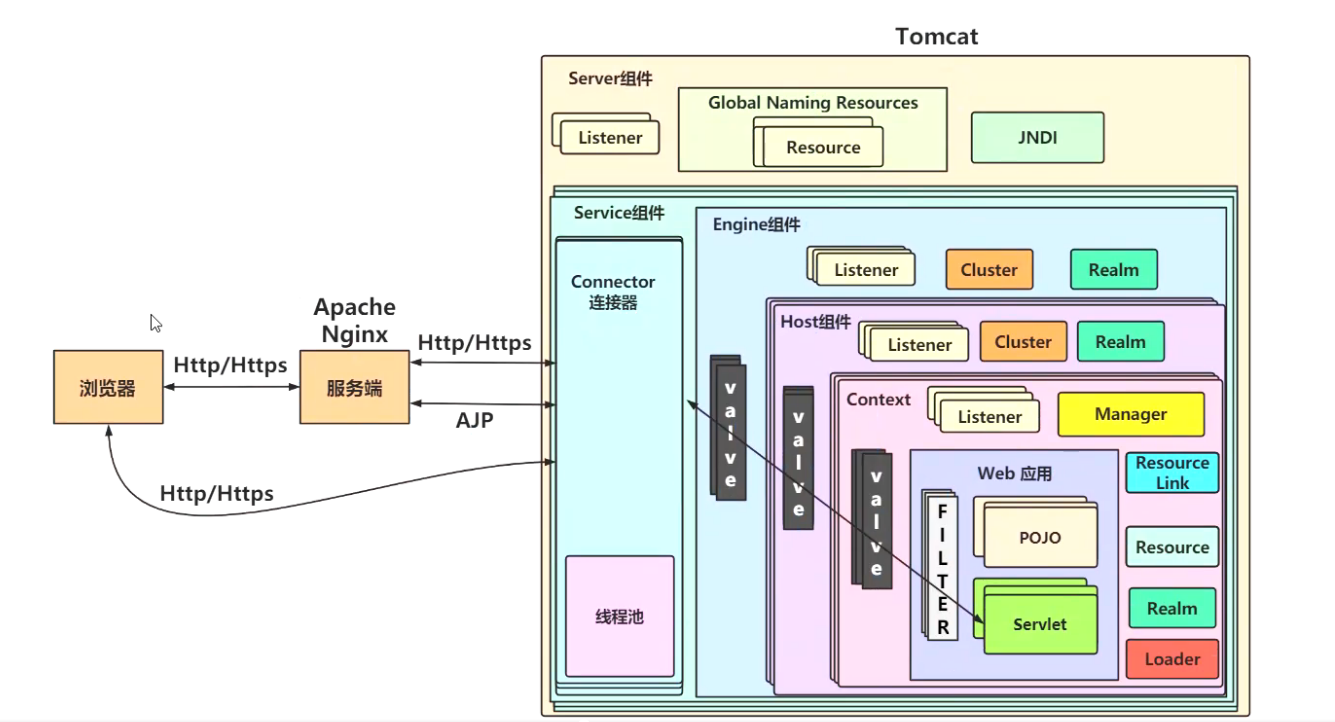 Tomcat
Server组件
Global Naming Resources
Listener
Resource
JNDI
Service组件
Engine组件
Connector
连接器
Listener
Cluster
Realm
Apache
Nginx
Host组件
Listener
Cluster
Realm
Http/Https
Http/Https
浏览器
服务端
AJP
valve
valve
valve
Context
Listener
Manager
Web 应用
Resource
Link
FILTER
POJO
Resource
Http/Https
线程池
Servlet
Realm
Loader